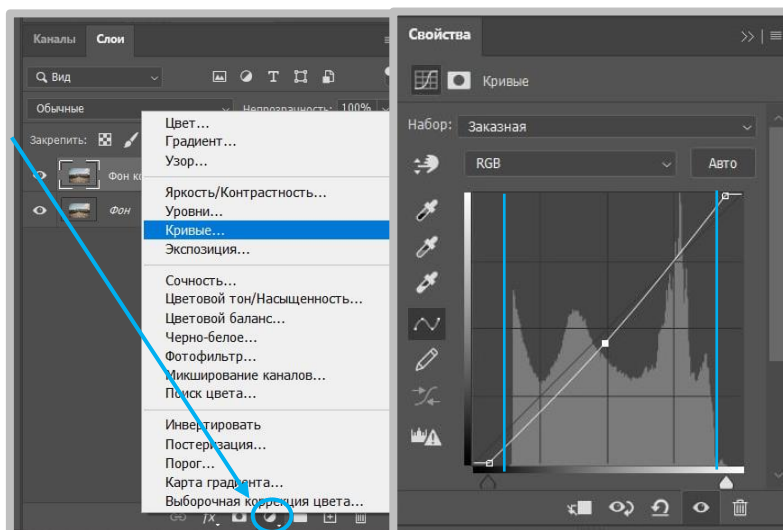 Каналы Слои
Вид
Обычные Непрозрачность: 100%
Закрепить:
Фон ко
Фон
Цвет...
Градиент...
Узор...
Яркость/Контрастность...
Уровни...
Кривые...
Экспозиция...
Сочность...
Цветовой тон/Насыщенность...
Цветовой баланс...
Черно-белое...
Фотофильтр...
Микширование каналов...
Поиск цвета...
Инвертировать
Постеризация...
Порог...
Карта градиента...
Выборочная коррекция цвета...
fx
Свойства
Кривые
Набор: Заказная
RGB Авто